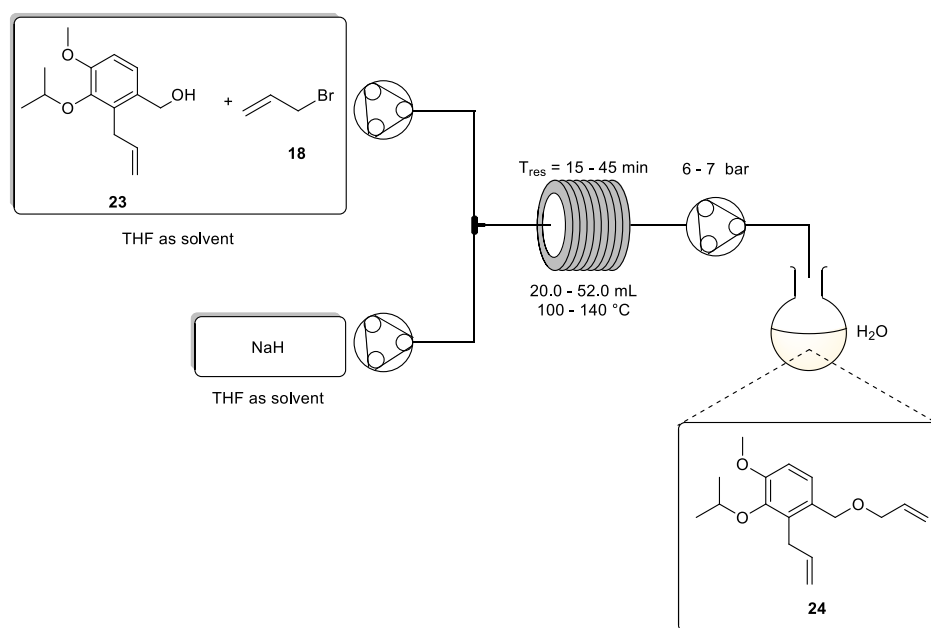 O
O
OH
+
Br
18
23
THF as solvent
NaH
THF as solvent
Tres = 15 - 45 min
20.0 - 52.0 mL
100 - 140 °C
6 - 7 bar
H2O
O
O
O
24